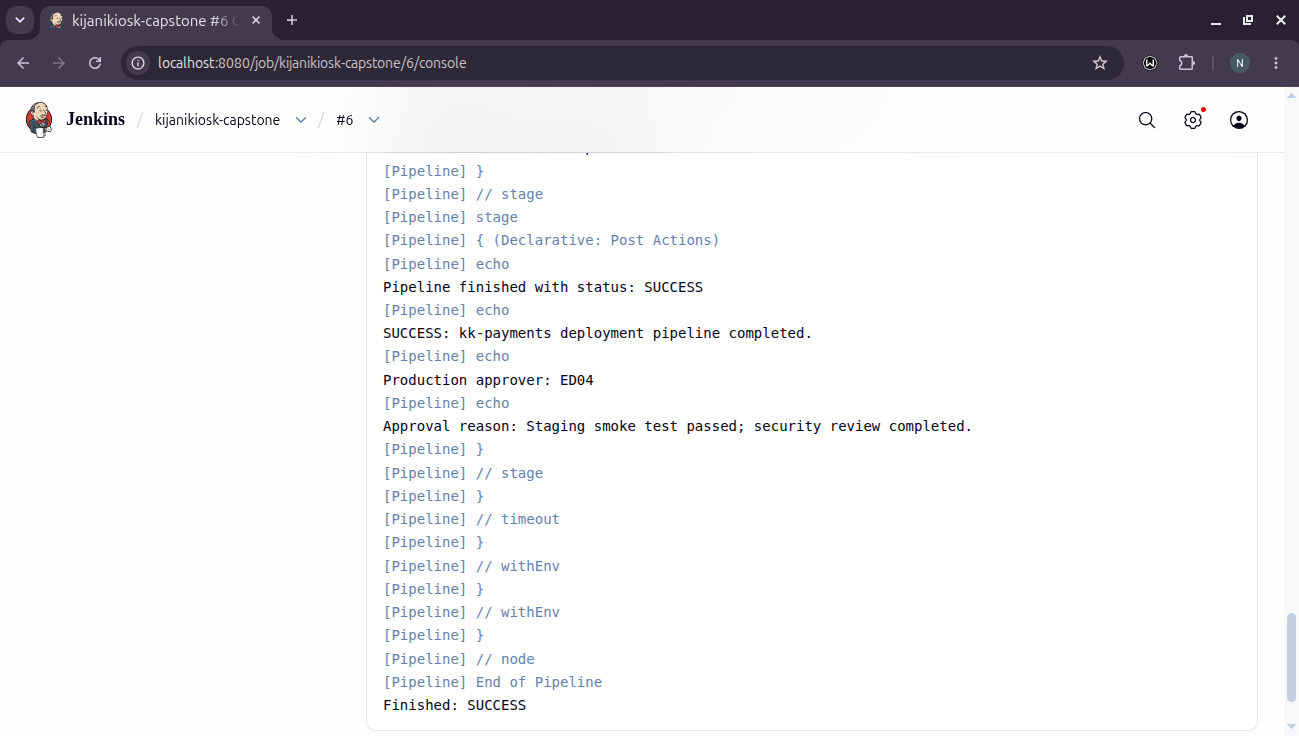 kijanikiosk-capstone #6
localhost:8080/job/kijanikiosk-capstone/6/console
N
Jenkins / kijanikiosk-capstone / #6
[Pipeline] }
[Pipeline] // stage
[Pipeline] stage
[Pipeline] { (Declarative: Post Actions)
[Pipeline] echo
Pipeline finished with status: SUCCESS
[Pipeline] echo
SUCCESS: kk-payments deployment pipeline completed.
[Pipeline] echo
Production approver: ED04
[Pipeline] echo
Approval reason: Staging smoke test passed; security review completed.
[Pipeline] }
[Pipeline] // stage
[Pipeline] }
[Pipeline] // timeout
[Pipeline] }
[Pipeline] // withEnv
[Pipeline] }
[Pipeline] // withEnv
[Pipeline] }
[Pipeline] // node
[Pipeline] End of Pipeline
Finished: SUCCESS